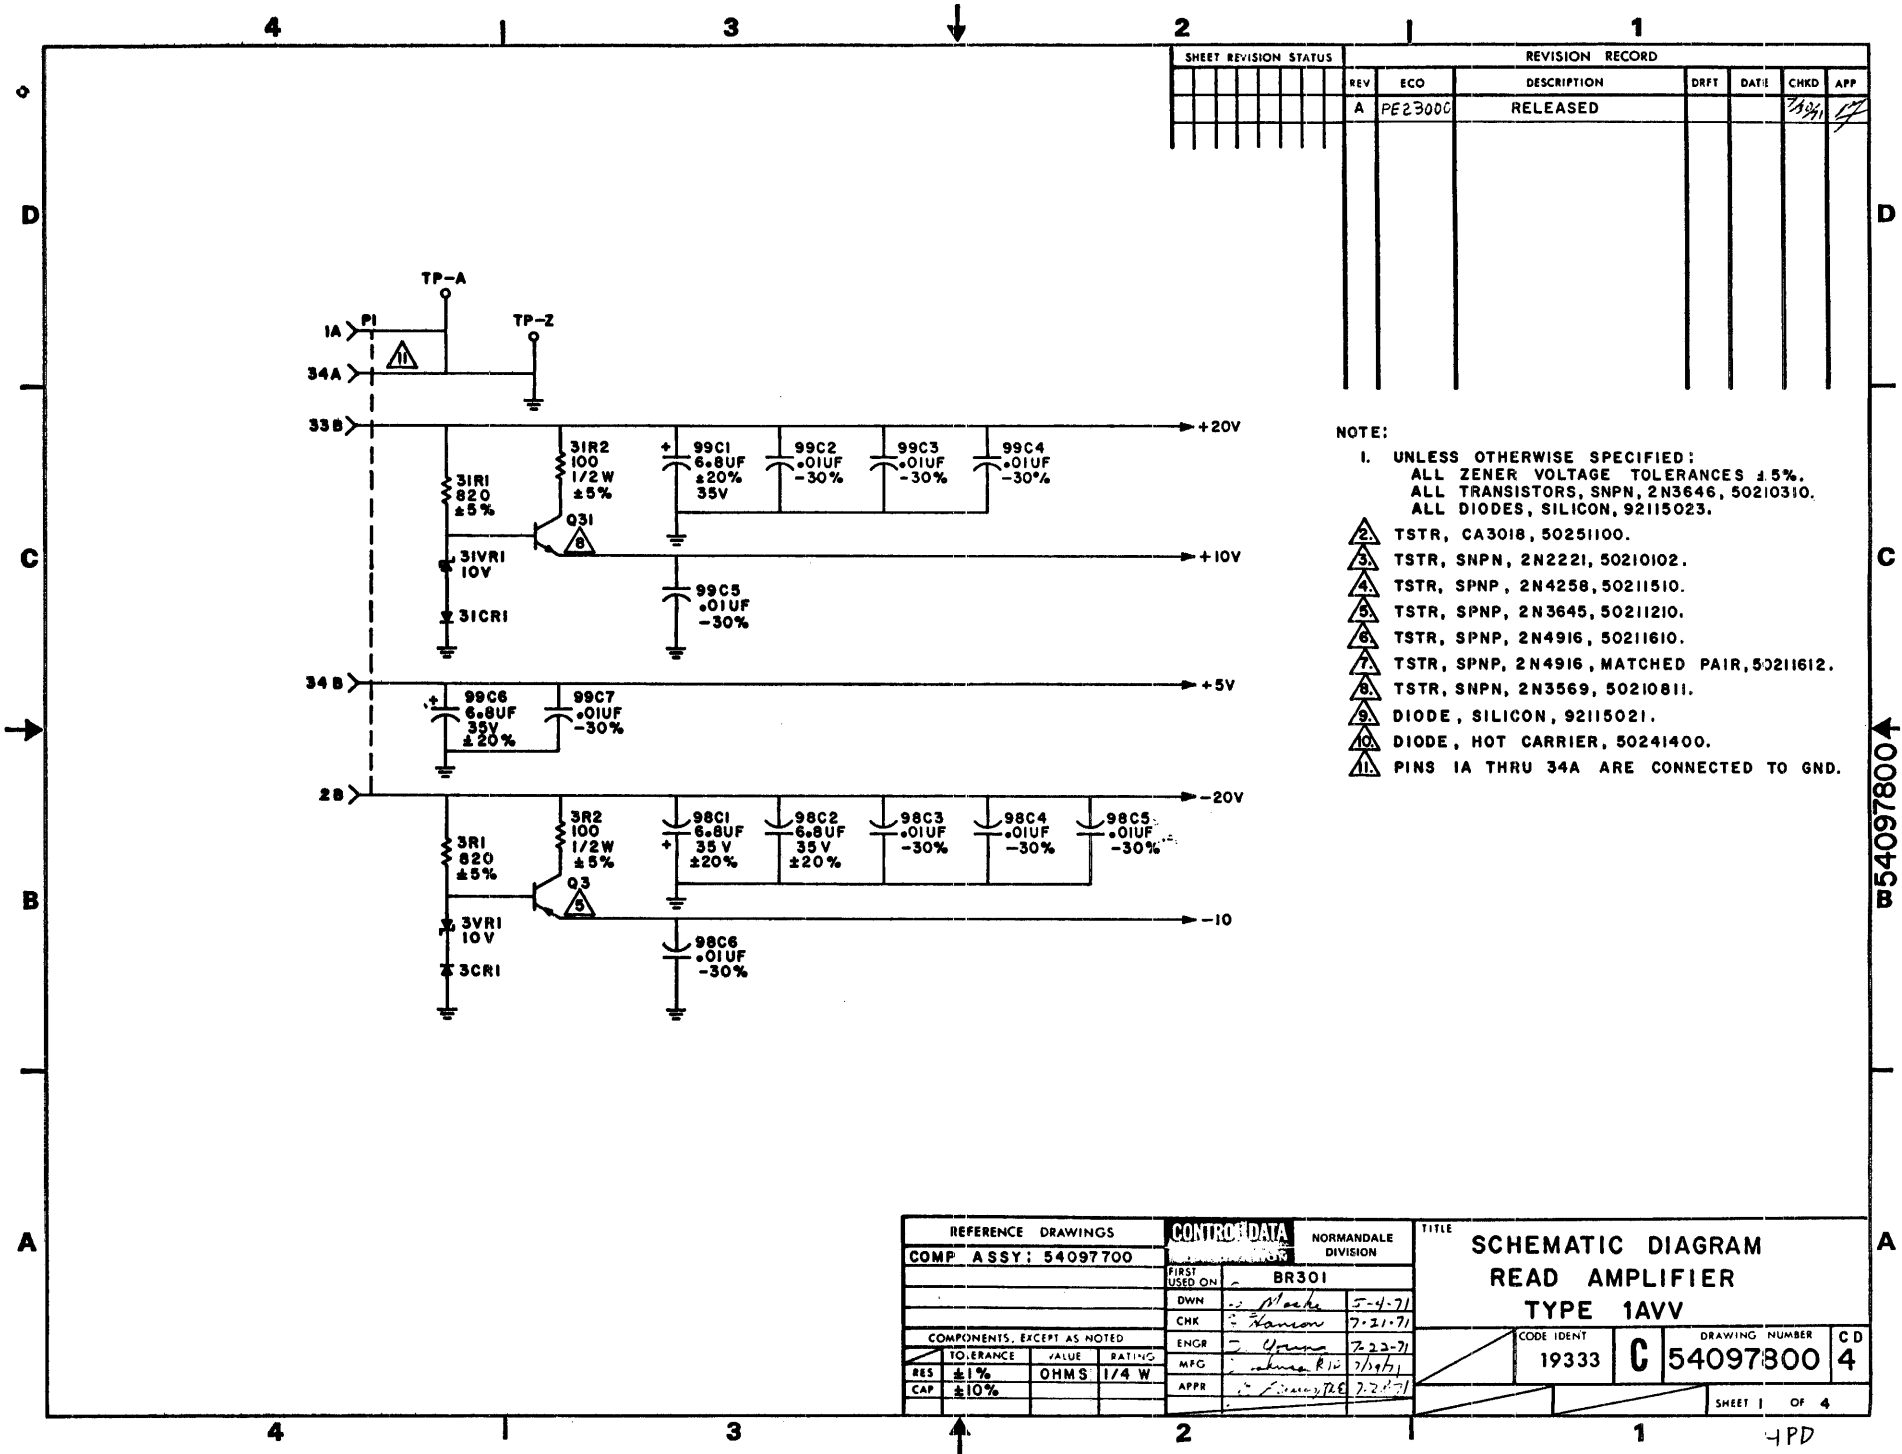 4 3 2 1
SHEET REVISION STATUS
REVISION RECORD
REV ECO DESCRIPTION DRFT DATE CHKD APP
A PE23000 RELEASED
D D
TP-A
1A P1
TP-Z
11
34A
33B +20V
31R1
820
±5%
31R2
100
1/2W
±5%
99C1
6.8UF
±20%
35V
99C2
.01UF
-30%
99C3
.01UF
-30%
99C4
.01UF
-30%
Q31
8
+10V
31VR1
10V
31CR1
99C5
.01UF
-30%
C C
34B +5V
99C6
6.8UF
35V
±20%
99C7
.01UF
-30%
2B -20V
3R1
820
±5%
3R2
100
1/2W
±5%
98C1
6.8UF
35V
±20%
98C2
6.8UF
35V
±20%
98C3
.01UF
-30%
98C4
.01UF
-30%
98C5
.01UF
-30%
Q3
5
-10
3VR1
10V
3CR1
98C6
.01UF
-30%
B B
NOTE:
1. UNLESS OTHERWISE SPECIFIED:
ALL ZENER VOLTAGE TOLERANCES ±5%.
ALL TRANSISTORS, SNPN, 2N3646, 50210310.
ALL DIODES, SILICON, 92115023.
2. TSTR, CA3018, 50251100.
3. TSTR, SNPN, 2N2221, 50210102.
4. TSTR, SPNP, 2N4258, 50211510.
5. TSTR, SPNP, 2N3645, 50211210.
6. TSTR, SPNP, 2N4916, 50211610.
7. TSTR, SPNP, 2N4916, MATCHED PAIR, 50211612.
8. TSTR, SNPN, 2N3569, 50210811.
9. DIODE, SILICON, 92115021.
10. DIODE, HOT CARRIER, 50241400.
11. PINS 1A THRU 34A ARE CONNECTED TO GND.
54097800
A A
REFERENCE DRAWINGS
COMP ASSY: 54097700
COMPONENTS, EXCEPT AS NOTED
TOLERANCE VALUE RATING
RES ±1% OHMS 1/4 W
CAP ±10%
CONTROL DATA
NORMANDALE
DIVISION
FIRST
USED ON BR301
DWN 5-4-71
CHK Hanson 7-21-71
ENGR Young 7-22-71
MFG
APPR
TITLE
SCHEMATIC DIAGRAM
READ AMPLIFIER
TYPE 1AVV
CODE IDENT
19333
C
DRAWING NUMBER
54097800
CD
4
SHEET 1 OF 4
4 3 2 1